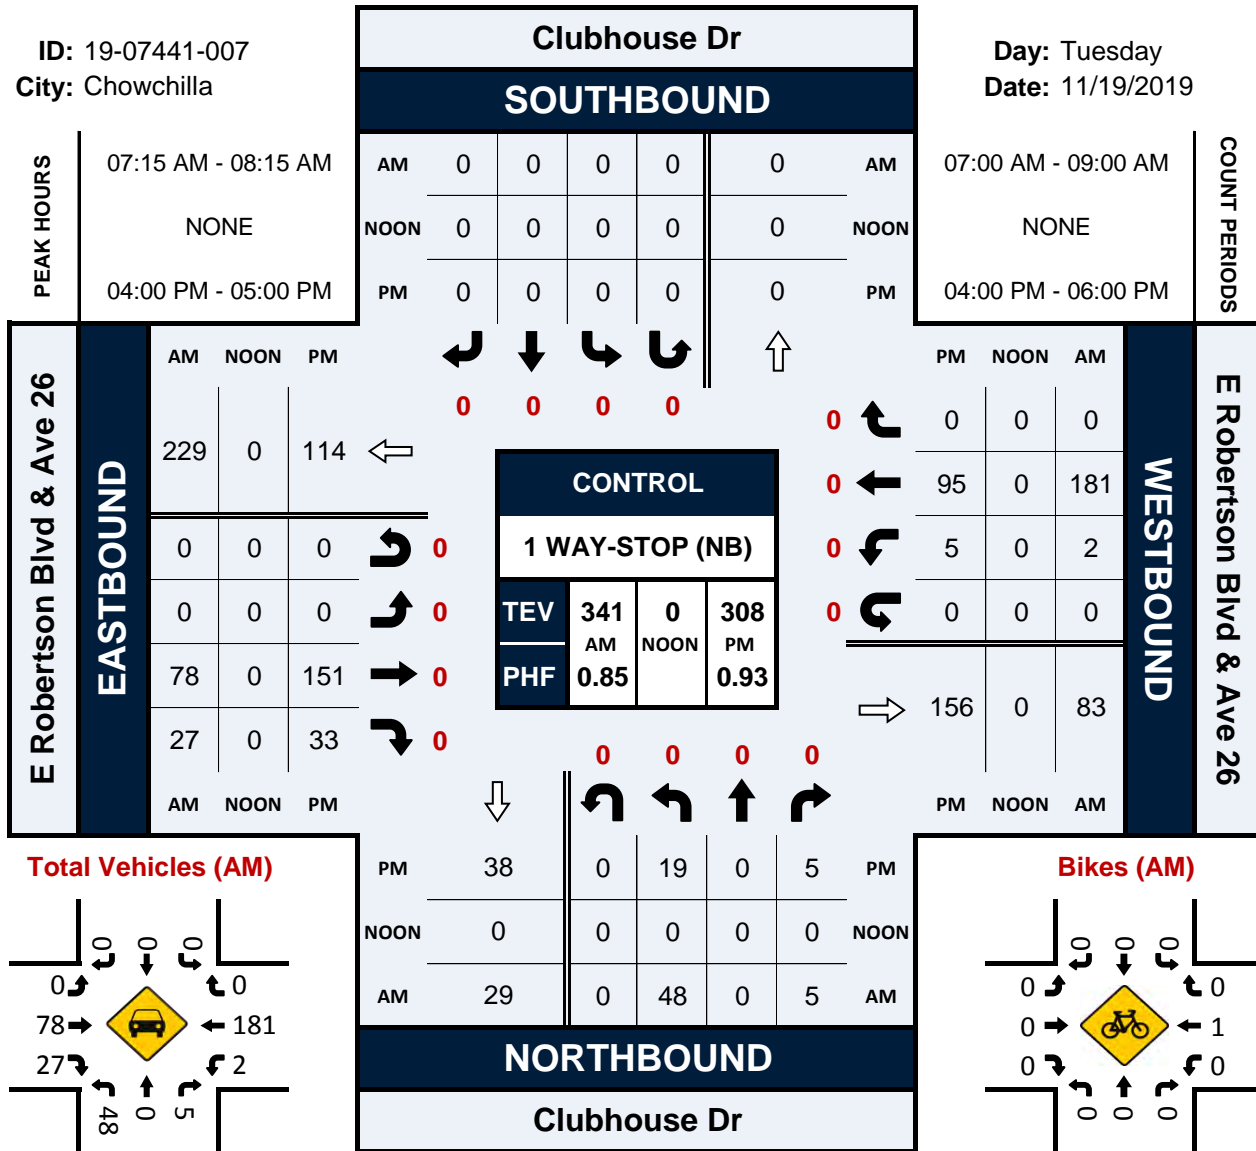 Clubhouse Dr
ID: 19-07441-007
City: Chowchilla
Day: Tuesday
Date: 11/19/2019
SOUTHBOUND
PEAK HOURS
07:15 AM - 08:15 AM
NONE
04:00 PM - 05:00 PM
AM 0 0 0 0 0 AM
NOON 0 0 0 0 0 NOON
PM 0 0 0 0 0 PM
07:00 AM - 09:00 AM
NONE
04:00 PM - 06:00 PM
COUNT PERIODS
0 0 0 0
E Robertson Blvd & Ave 26
EASTBOUND
AM NOON PM
229 0 114
0 0 0 0
0 0 0 0
78 0 151 0
27 0 33 0
AM NOON PM
CONTROL
1 WAY-STOP (NB)
TEV 341 0 308
AM NOON PM
PHF 0.85 0.93
PM NOON AM
0 0 0 0
0 95 0 181
0 5 0 2
0 0 0 0
156 0 83
PM NOON AM
WESTBOUND
E Robertson Blvd & Ave 26
0 0 0 0
PM 38 0 19 0 5 PM
NOON 0 0 0 0 0 NOON
AM 29 0 48 0 5 AM
NORTHBOUND
Clubhouse Dr
Total Vehicles (AM)
0 0 0
0 0
78 181
27 2
48 0 5
Bikes (AM)
0 0 0
0 0
0 1
0 0
0 0 0